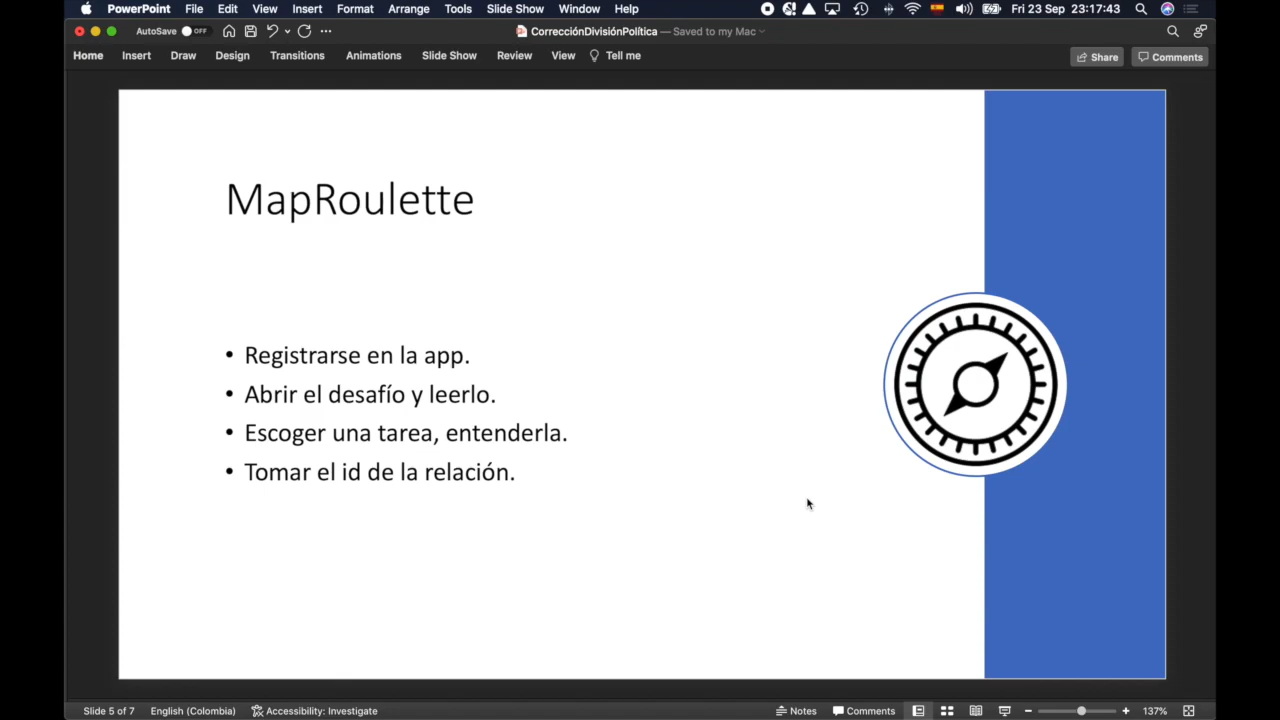 PowerPoint File Edit View Insert Format Arrange Tools Slide Show Window Help Fri 23 Sep 23:17:43
AutoSave OFF CorrecciónDivisiónPolítica — Saved to my Mac
Home Insert Draw Design Transitions Animations Slide Show Review View Tell me Share Comments
MapRoulette
• Registrarse en la app.
• Abrir el desafío y leerlo.
• Escoger una tarea, entenderla.
• Tomar el id de la relación.
Slide 5 of 7 English (Colombia) Accessibility: Investigate Notes Comments 137%